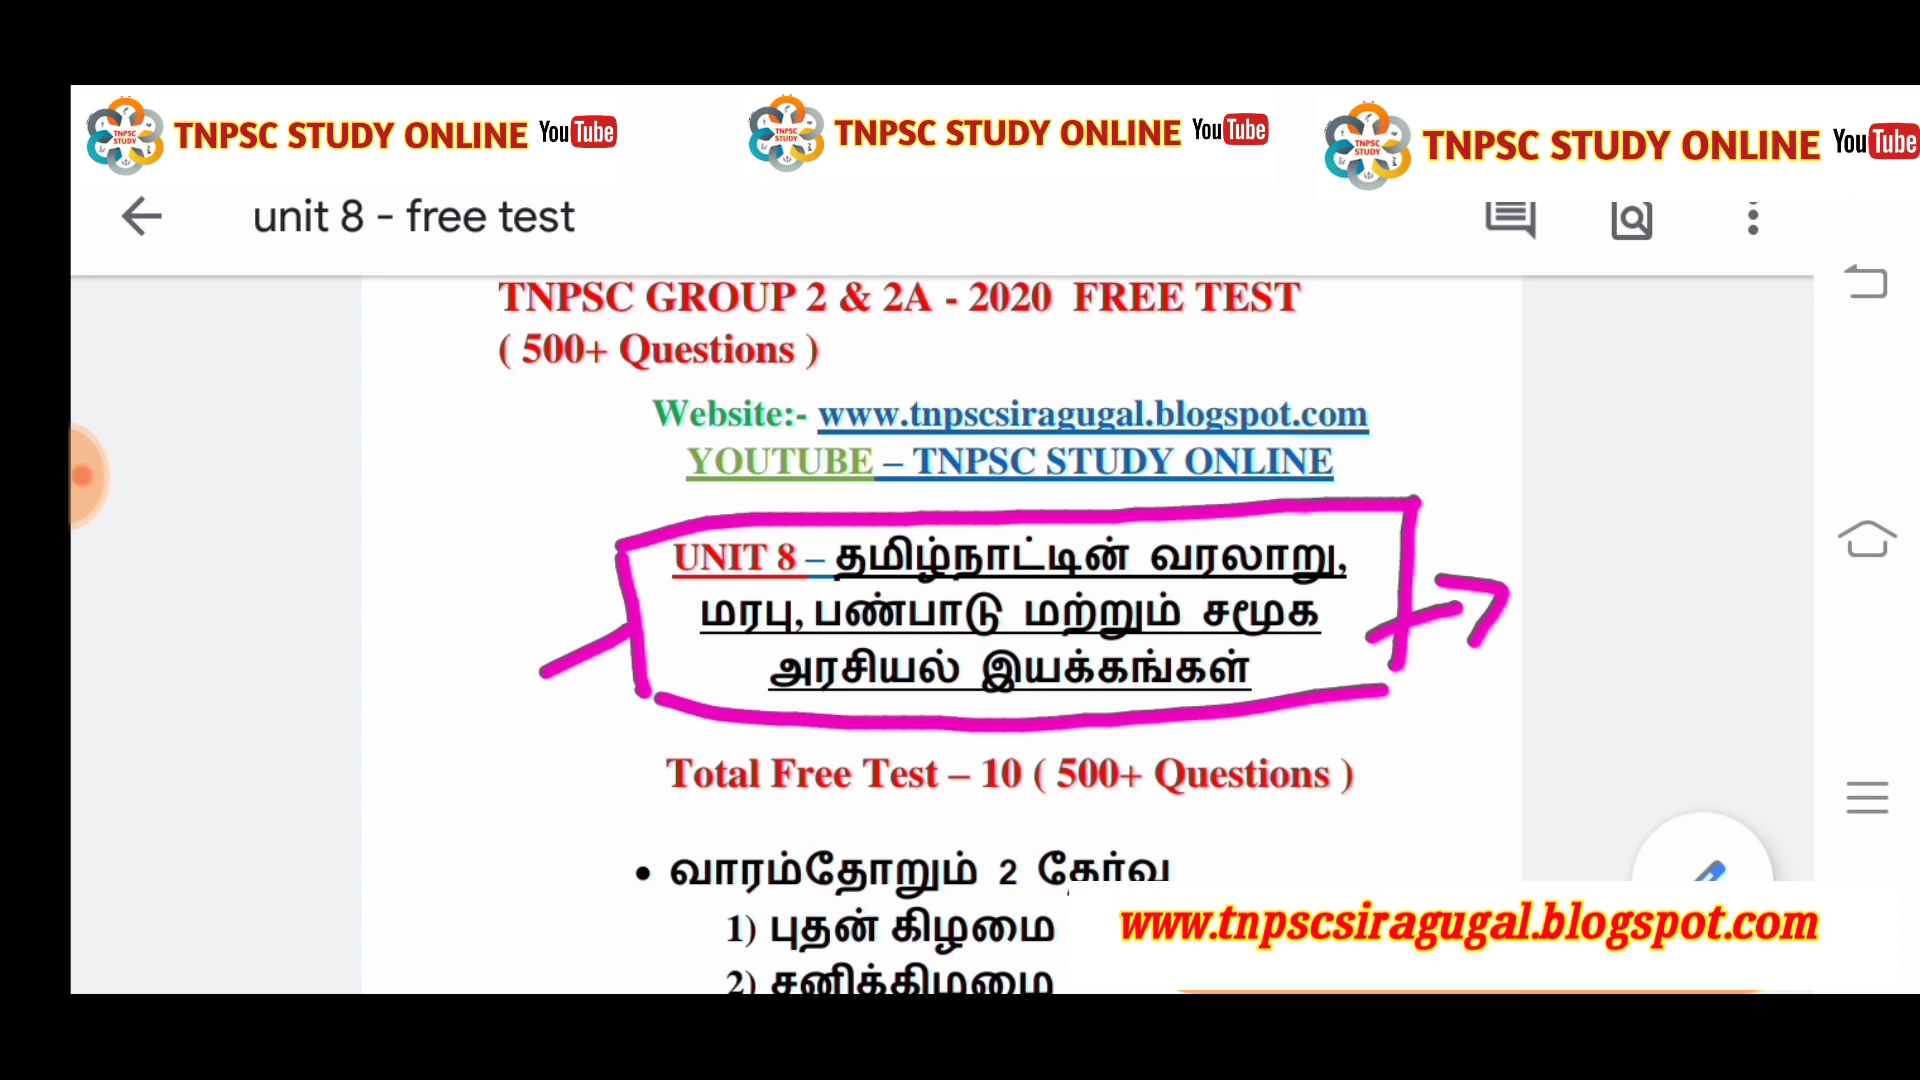 TNPSC STUDY ONLINE YouTube
TNPSC STUDY ONLINE YouTube
TNPSC STUDY ONLINE YouTube
unit 8 - free test
TNPSC GROUP 2 & 2A - 2020 FREE TEST
( 500+ Questions )
Website:- www.tnpscsiragugal.blogspot.com
YOUTUBE – TNPSC STUDY ONLINE
UNIT 8 – தமிழ்நாட்டின் வரலாறு,
மரபு, பண்பாடு மற்றும் சமூக
அரசியல் இயக்கங்கள்
Total Free Test – 10 ( 500+ Questions )
• வாரம்தோறும் 2
1) புதன் கிழமை
2) சனிக்கிழமை
www.tnpscsiragugal.blogspot.com